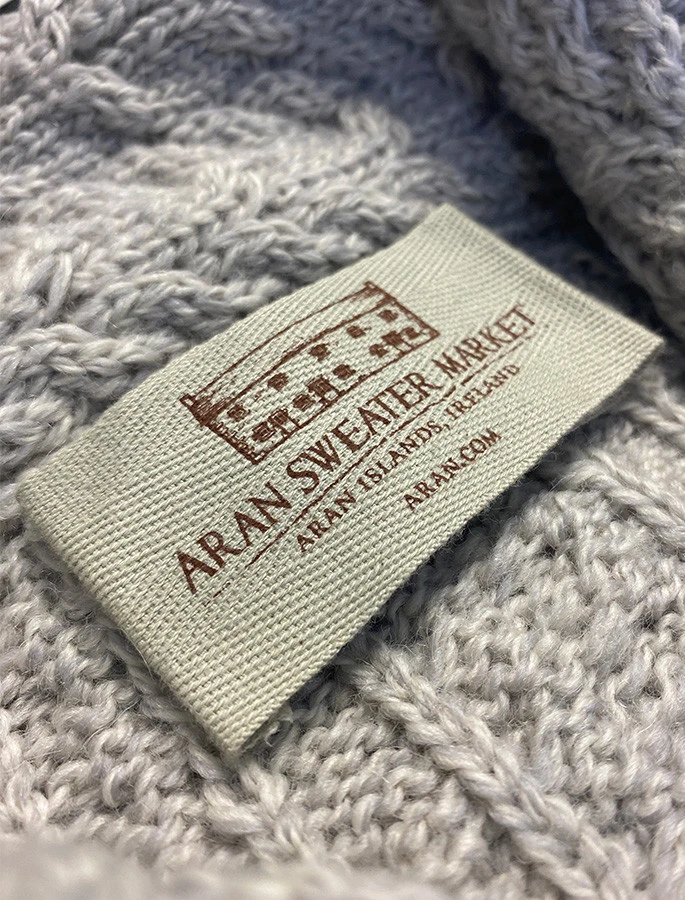 ARAN SWEATER MARKET
ARAN ISLANDS, IRELAND
ARAN.COM